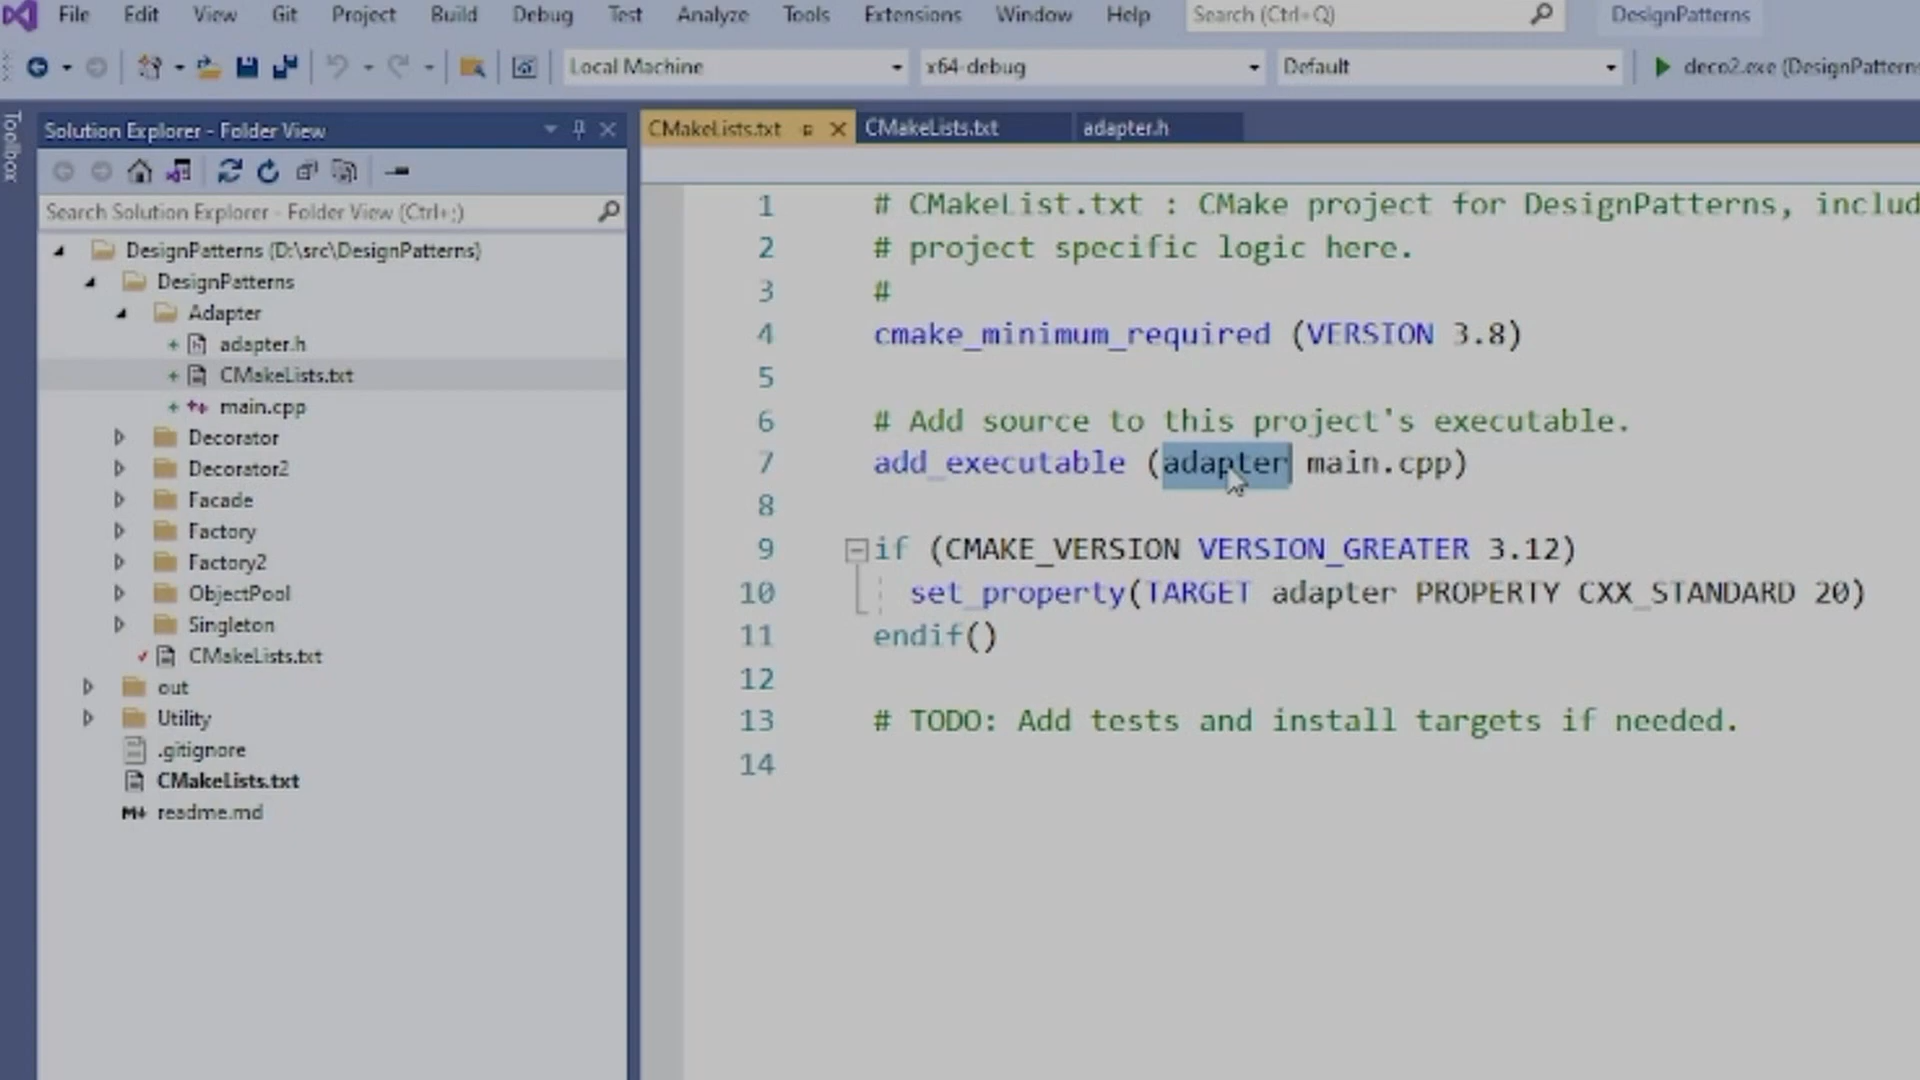 File Edit View Git Project Build Debug Test Analyze Tools Extensions Window Help Search (Ctrl+Q) DesignPatterns
Local Machine x64-debug Default deco2.exe (DesignPatterns
Toolbox
Solution Explorer - Folder View
Search Solution Explorer - Folder View (Ctrl+;)
DesignPatterns (D:\src\DesignPatterns)
DesignPatterns
Adapter
adapter.h
CMakeLists.txt
main.cpp
Decorator
Decorator2
Facade
Factory
Factory2
ObjectPool
Singleton
CMakeLists.txt
out
Utility
.gitignore
CMakeLists.txt
readme.md
CMakeLists.txt CMakeLists.txt adapter.h
1 # CMakeList.txt : CMake project for DesignPatterns, includ
2 # project specific logic here.
3 #
4 cmake_minimum_required (VERSION 3.8)
5
6 # Add source to this project's executable.
7 add_executable (adapter main.cpp)
8
9 if (CMAKE_VERSION VERSION_GREATER 3.12)
10 set_property(TARGET adapter PROPERTY CXX_STANDARD 20)
11 endif()
12
13 # TODO: Add tests and install targets if needed.
14